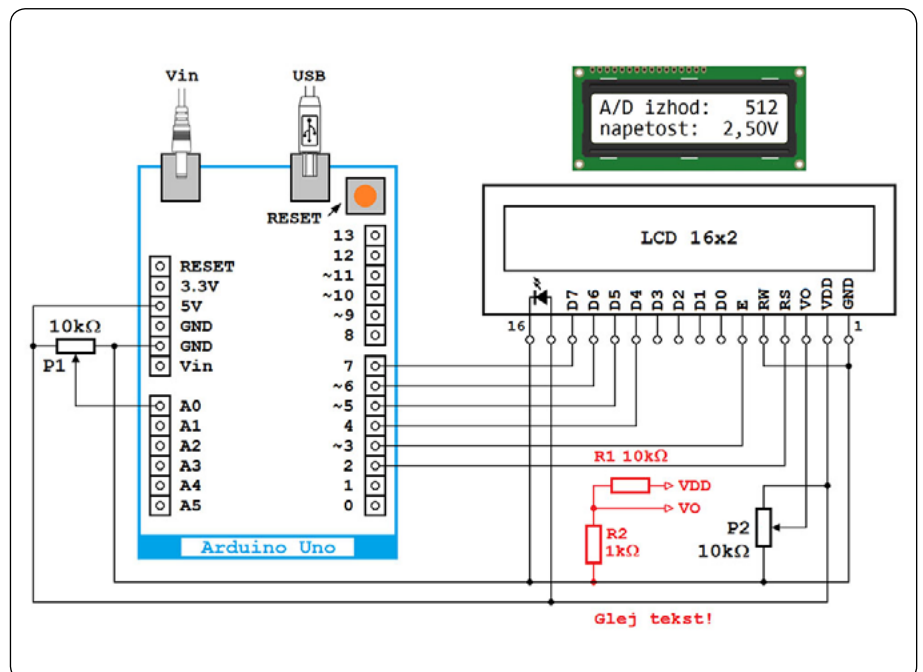 Vin
USB
A/D izhod: 512
napetost: 2,50V
RESET
LCD 16x2
13
12
~11
~10
~9
8
RESET
3.3V
5V
GND
GND
Vin
10kΩ
P1
16
D7
D6
D5
D4
D3
D2
D1
D0
E
RW
RS
VO
VDD
GND
1
7
~6
~5
4
~3
2
1
0
A0
A1
A2
A3
A4
A5
R1 10kΩ
VDD
VO
R2
1kΩ
P2
10kΩ
Arduino Uno
Glej tekst!